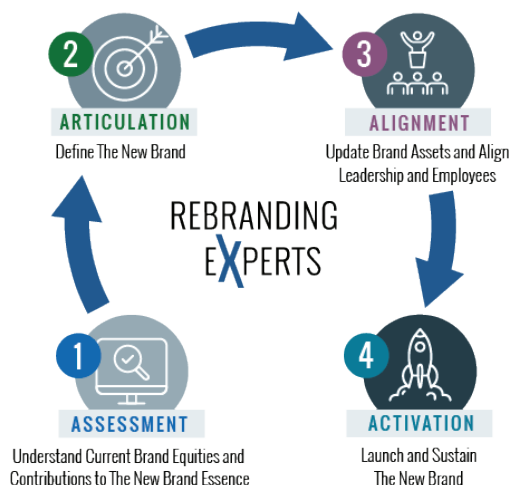 2
ARTICULATION
Define The New Brand
3
ALIGNMENT
Update Brand Assets and Align
Leadership and Employees
REBRANDING
EXPERTS
1
ASSESSMENT
Understand Current Brand Equities and
Contributions to The New Brand Essence
4
ACTIVATION
Launch and Sustain
The New Brand